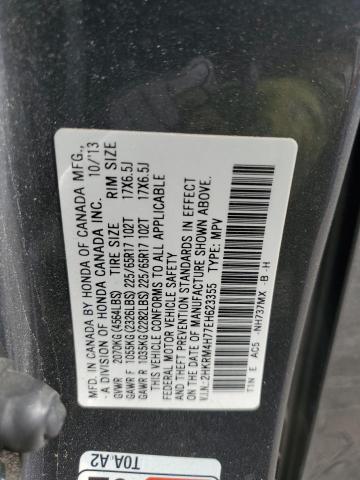 MFD. IN CANADA BY HONDA OF CANADA MFG.,
- A DIVISION OF HONDA CANADA INC. 10/13
TIRE SIZE RIM SIZE
GVWR 2070KG (4564LBS)
GAWR F 1055KG (2326LBS) 225/65R17 102T 17X6.5J
GAWR R 1035KG (2282LBS) 225/65R17 102T 17X6.5J
THIS VEHICLE CONFORMS TO ALL APPLICABLE
FEDERAL MOTOR VEHICLE SAFETY
AND THEFT PREVENTION STANDARDS IN EFFECT
ON THE DATE OF MANUFACTURE SHOWN ABOVE.
V.I.N.: 2HKRM4H77EH623355 TYPE: MPV
T1N E AC5 NH737MX -B -H
T0A,A2